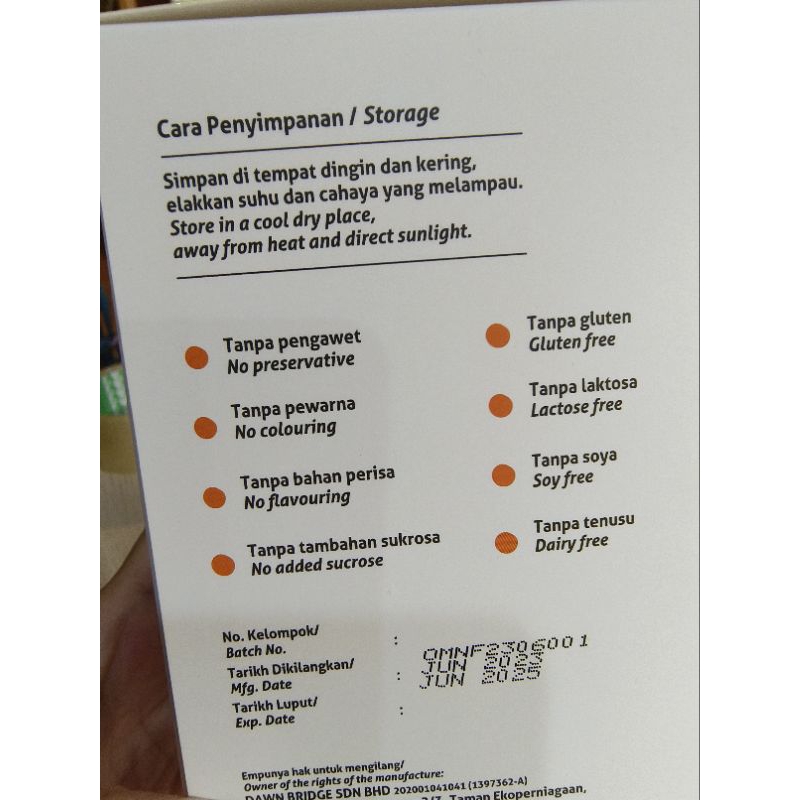 Cara Penyimpanan / Storage
Simpan di tempat dingin dan kering,
elakkan suhu dan cahaya yang melampau.
Store in a cool dry place,
away from heat and direct sunlight.
Tanpa pengawet
No preservative
Tanpa pewarna
No colouring
Tanpa bahan perisa
No flavouring
Tanpa tambahan sukrosa
No added sucrose
Tanpa gluten
Gluten free
Tanpa laktosa
Lactose free
Tanpa soya
Soy free
Tanpa tenusu
Dairy free
No. Kelompok/
Batch No. : OMNF2306001
Tarikh Dikilangkan/
Mfg. Date : JUN 2023
Tarikh Luput/
Exp. Date : JUN 2025
Empunya hak untuk mengilang/
Owner of the rights of the manufacture:
DAWN BRIDGE SDN BHD 202001041041 (1397362-A)
Taman Ekoperniagaan,